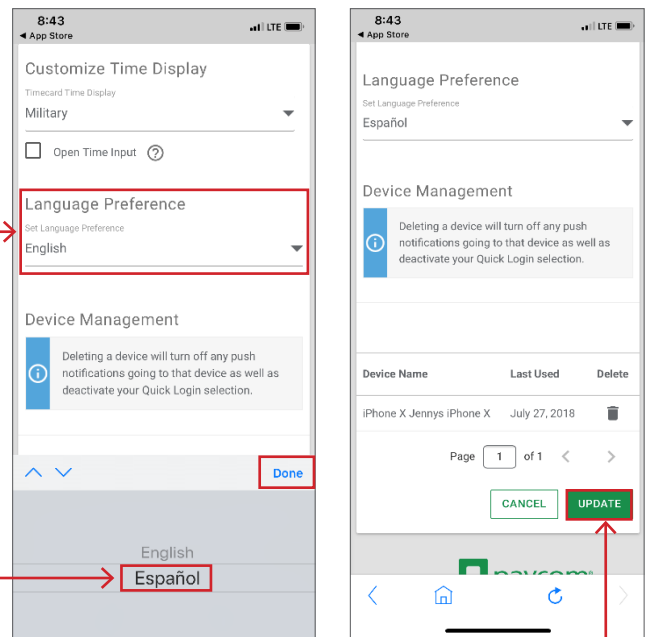 8:43
App Store
LTE
Customize Time Display
Timecard Time Display
Military
Open Time Input ?
Language Preference
Set Language Preference
English
Device Management
Deleting a device will turn off any push
notifications going to that device as well as
deactivate your Quick Login selection.
Done
English
Español
8:43
App Store
LTE
Language Preference
Set Language Preference
Español
Device Management
Deleting a device will turn off any push
notifications going to that device as well as
deactivate your Quick Login selection.
Device Name Last Used Delete
iPhone X Jennys iPhone X July 27, 2018
Page 1 of 1
CANCEL UPDATE
paycom